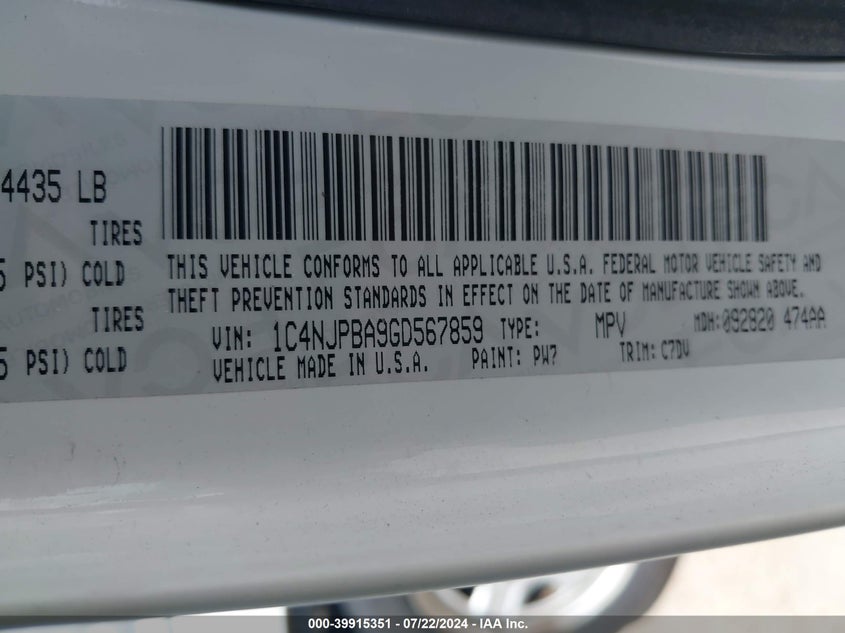 4435 LB
TIRES
5 PSI) COLD
TIRES
5 PSI) COLD
THIS VEHICLE CONFORMS TO ALL APPLICABLE U.S.A. FEDERAL MOTOR VEHICLE SAFETY AND
THEFT PREVENTION STANDARDS IN EFFECT ON THE DATE OF MANUFACTURE SHOWN ABOVE.
VIN: 1C4NJPBA9GD567859 TYPE: MPV MDH:092820 474AA
VEHICLE MADE IN U.S.A. PAINT: PW7 TRIM: C7DV
000-39915351 - 07/22/2024 - IAA Inc.